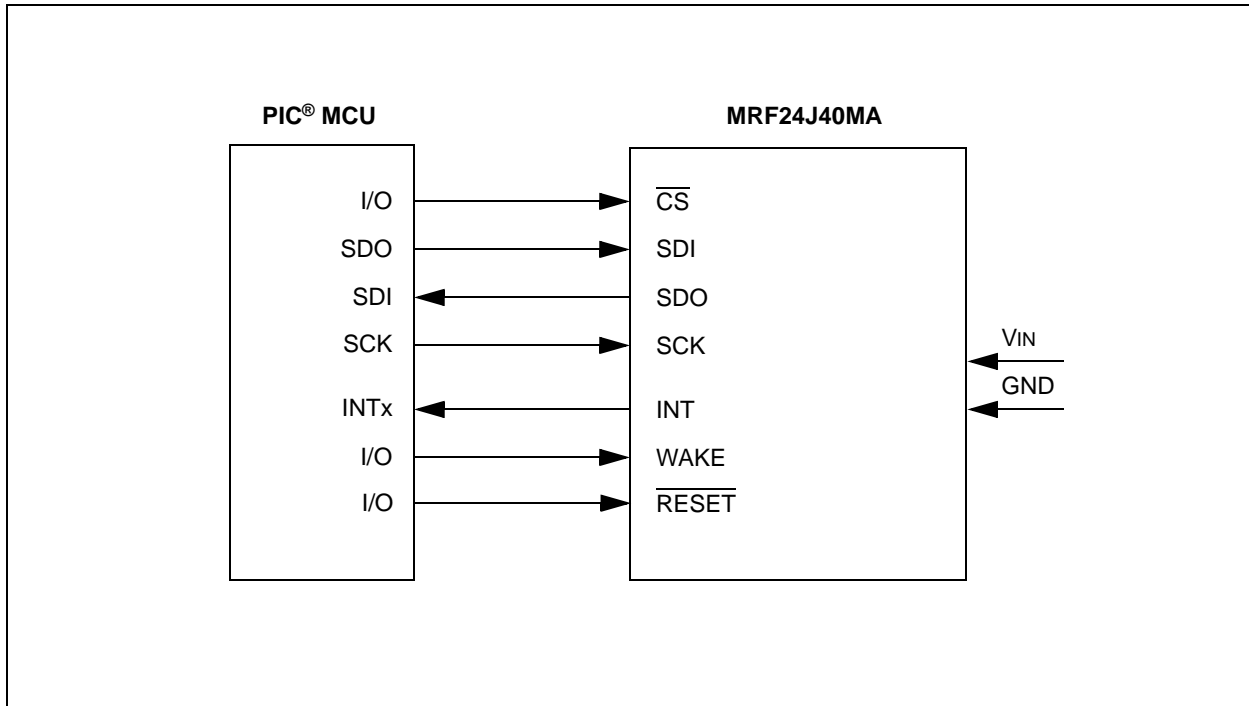 PIC® MCU
MRF24J40MA
I/O
CS
SDO
SDI
SDI
SDO
SCK
SCK
INTx
INT
I/O
WAKE
I/O
RESET
VIN
GND